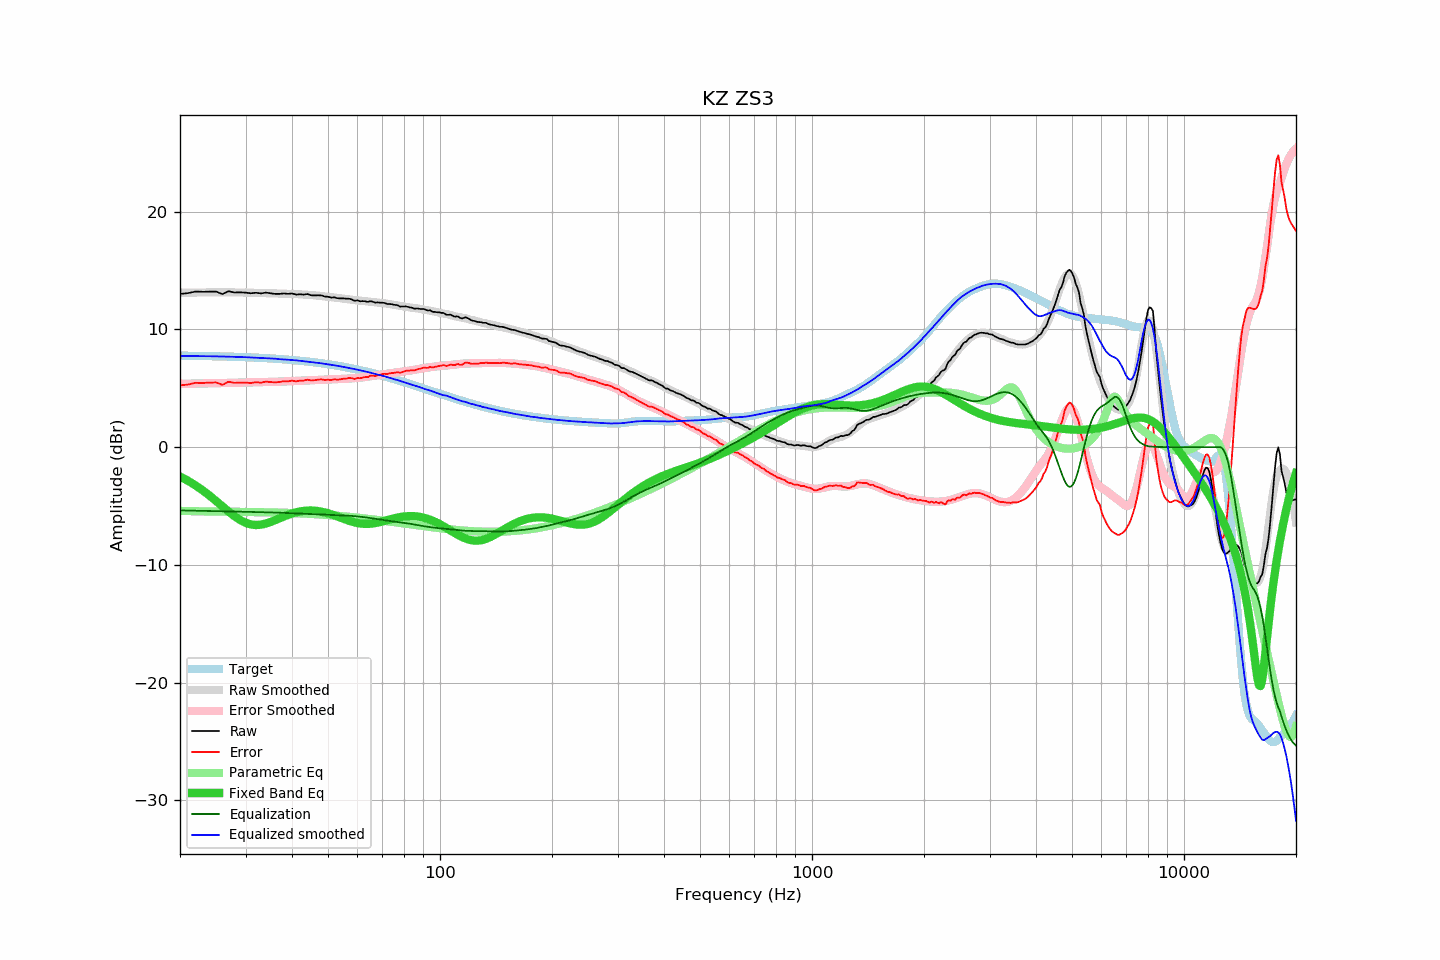 KZ ZS3
Amplitude (dBr)
20
10
0
−10
−20
−30
Target
Raw Smoothed
Error Smoothed
Raw
Error
Parametric Eq
Fixed Band Eq
Equalization
Equalized smoothed
100
1000
10000
Frequency (Hz)